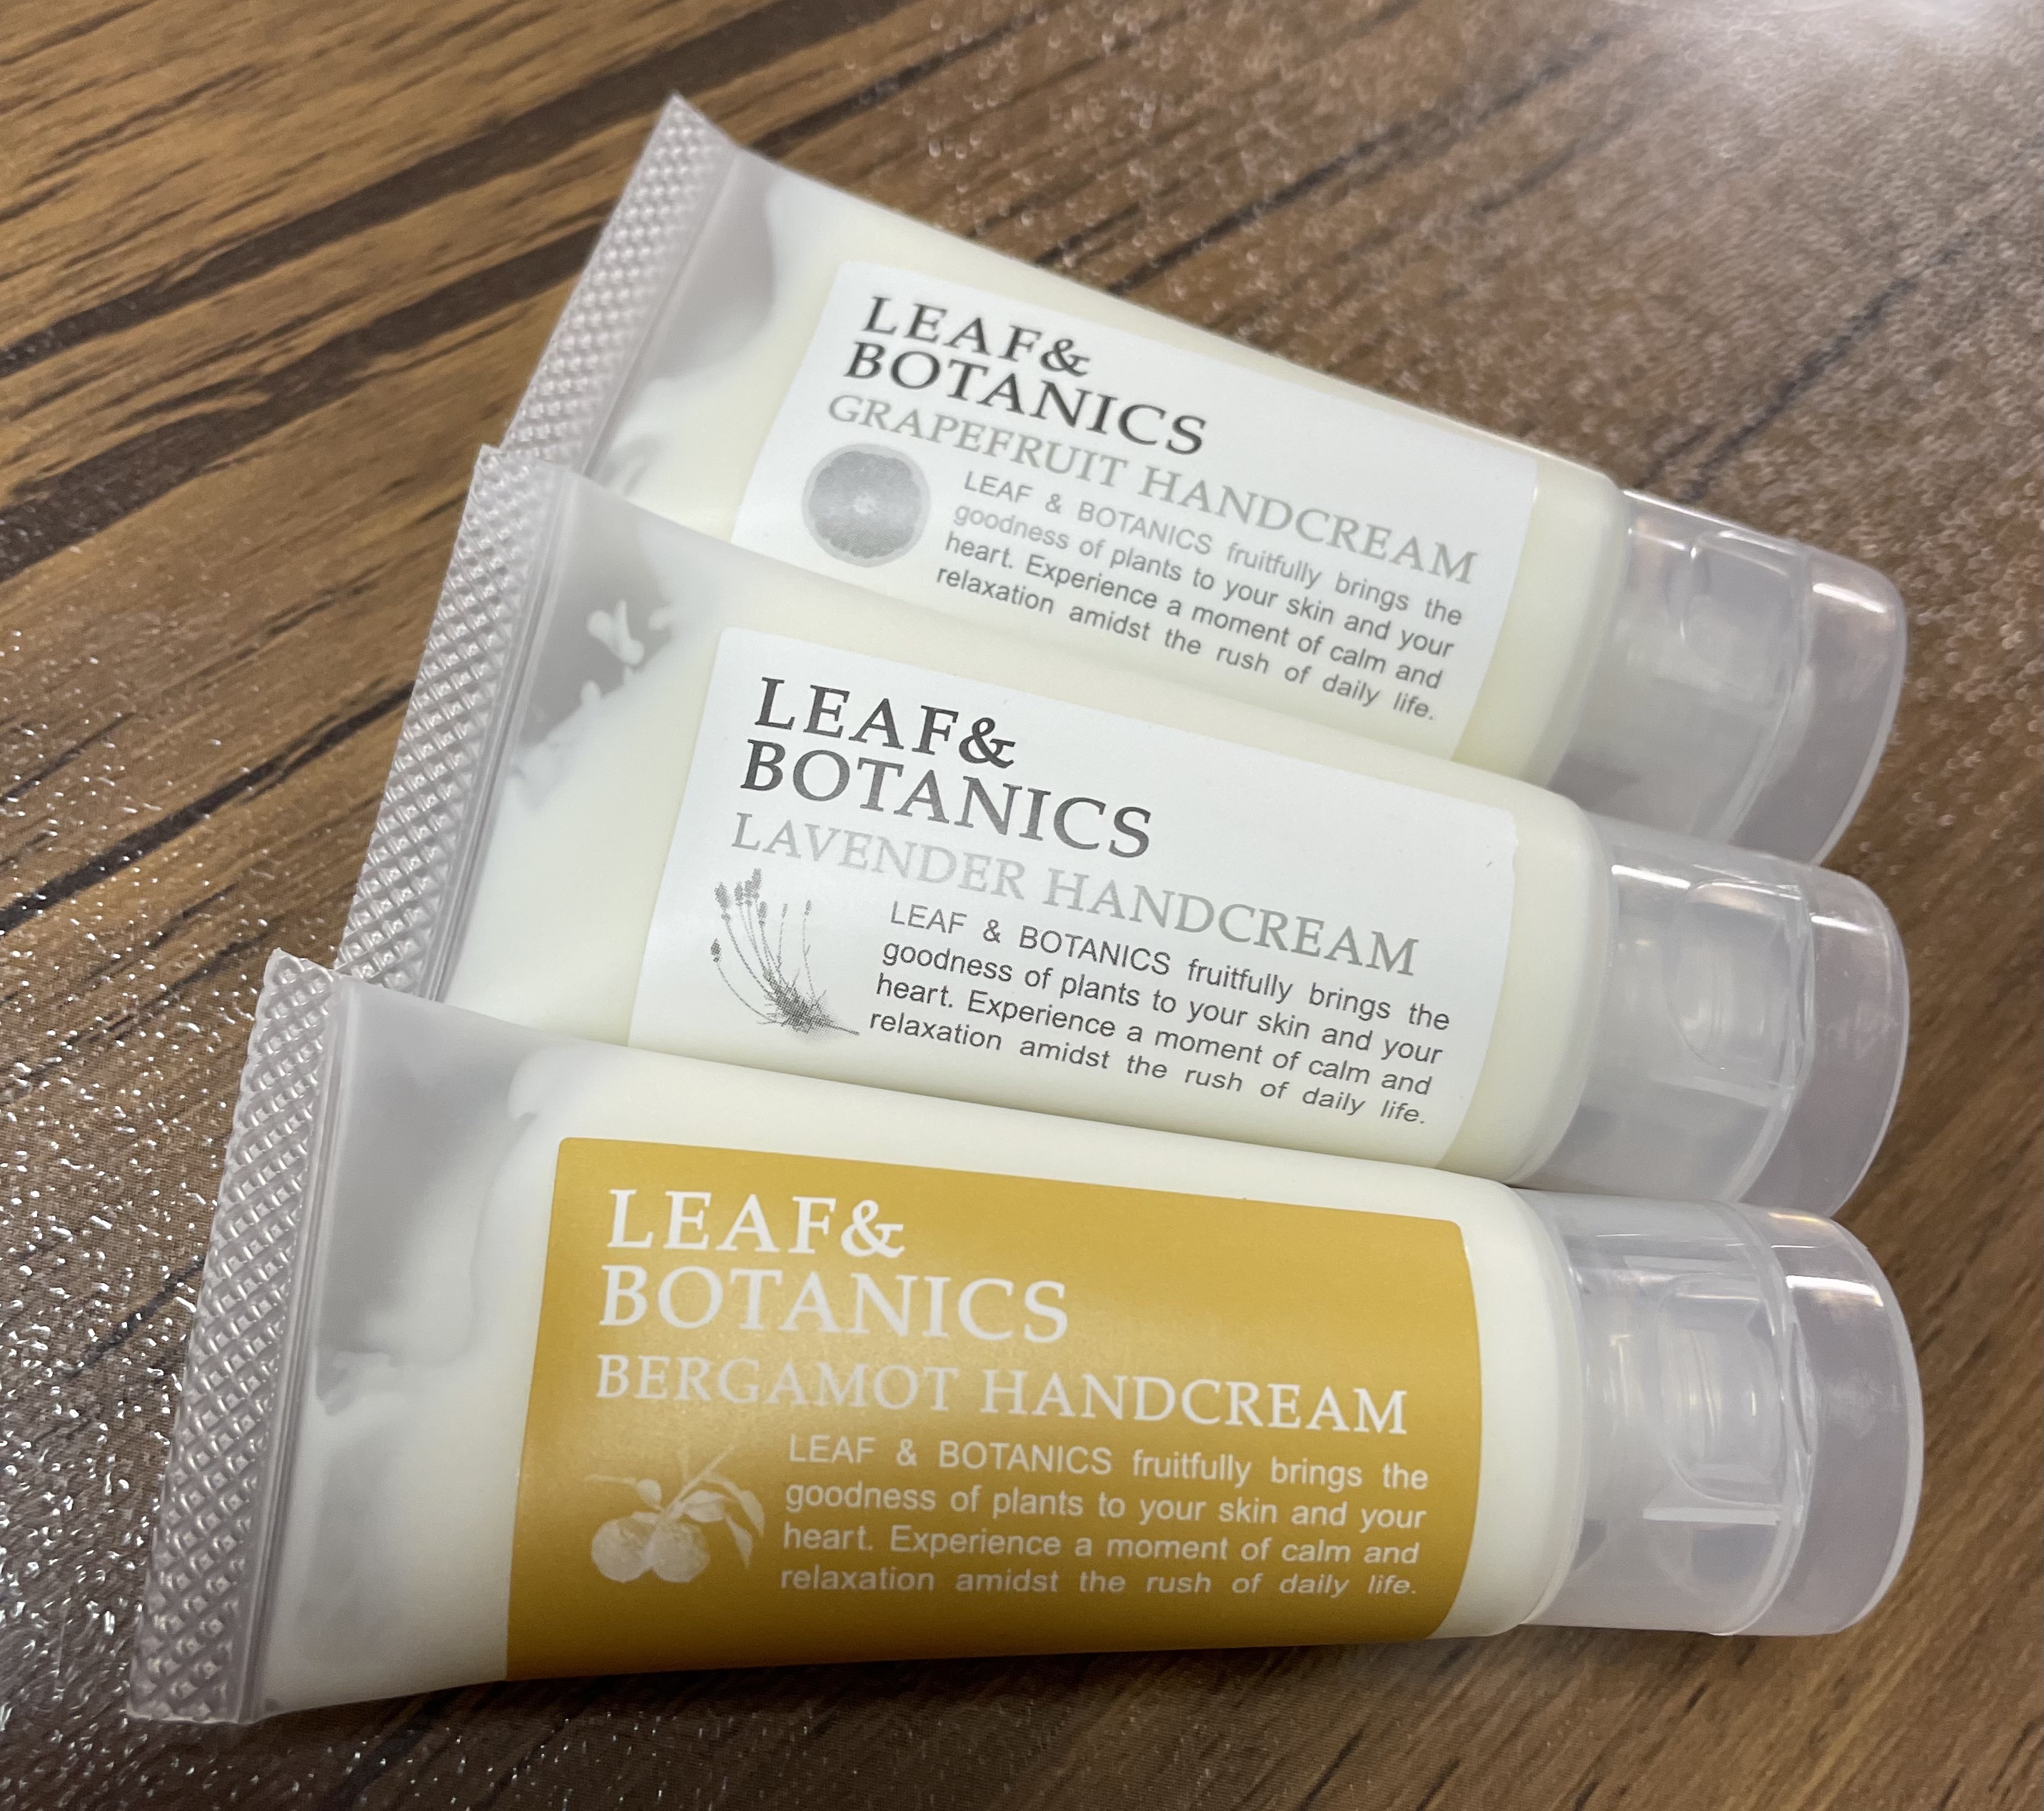 LEAF&
BOTANICS
GRAPEFRUIT HANDCREAM
LEAF & BOTANICS fruitfully brings the
goodness of plants to your skin and your
heart. Experience a moment of calm and
relaxation amidst the rush of daily life.
LEAF&
BOTANICS
LAVENDER HANDCREAM
LEAF & BOTANICS fruitfully brings the
goodness of plants to your skin and your
heart. Experience a moment of calm and
relaxation amidst the rush of daily life.
LEAF&
BOTANICS
BERGAMOT HANDCREAM
LEAF & BOTANICS fruitfully brings the
goodness of plants to your skin and your
heart. Experience a moment of calm and
relaxation amidst the rush of daily life.